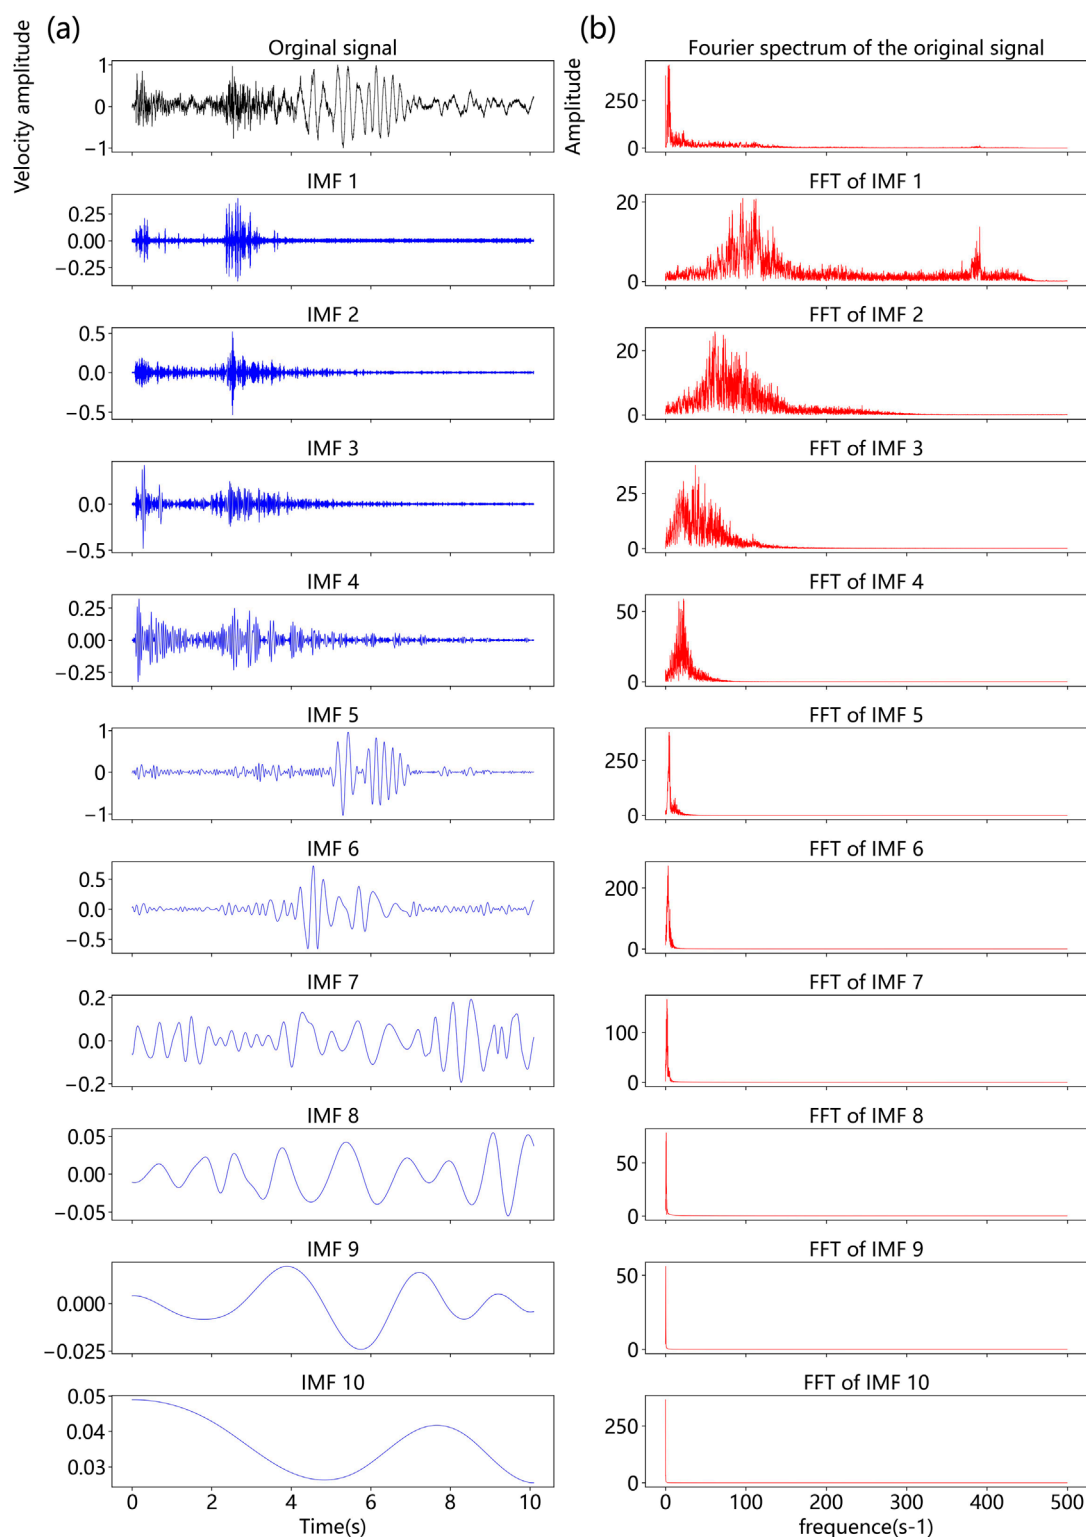 (a)
(b)
Velocity amplitude
Amplitude
Orginal signal
1
0
−1
Fourier spectrum of the original signal
250
0
IMF 1
0.25
0.00
−0.25
FFT of IMF 1
20
0
IMF 2
0.5
0.0
−0.5
FFT of IMF 2
20
0
IMF 3
0.0
−0.5
FFT of IMF 3
25
0
IMF 4
0.25
0.00
−0.25
FFT of IMF 4
50
0
IMF 5
1
0
−1
FFT of IMF 5
250
0
IMF 6
0.5
0.0
−0.5
FFT of IMF 6
200
0
IMF 7
0.2
0.0
−0.2
FFT of IMF 7
100
0
IMF 8
0.05
0.00
−0.05
FFT of IMF 8
50
0
IMF 9
0.000
−0.025
FFT of IMF 9
50
0
IMF 10
0.05
0.04
0.03
0 2 4 6 8 10
Time(s)
FFT of IMF 10
250
0
0 100 200 300 400 500
frequence(s-1)